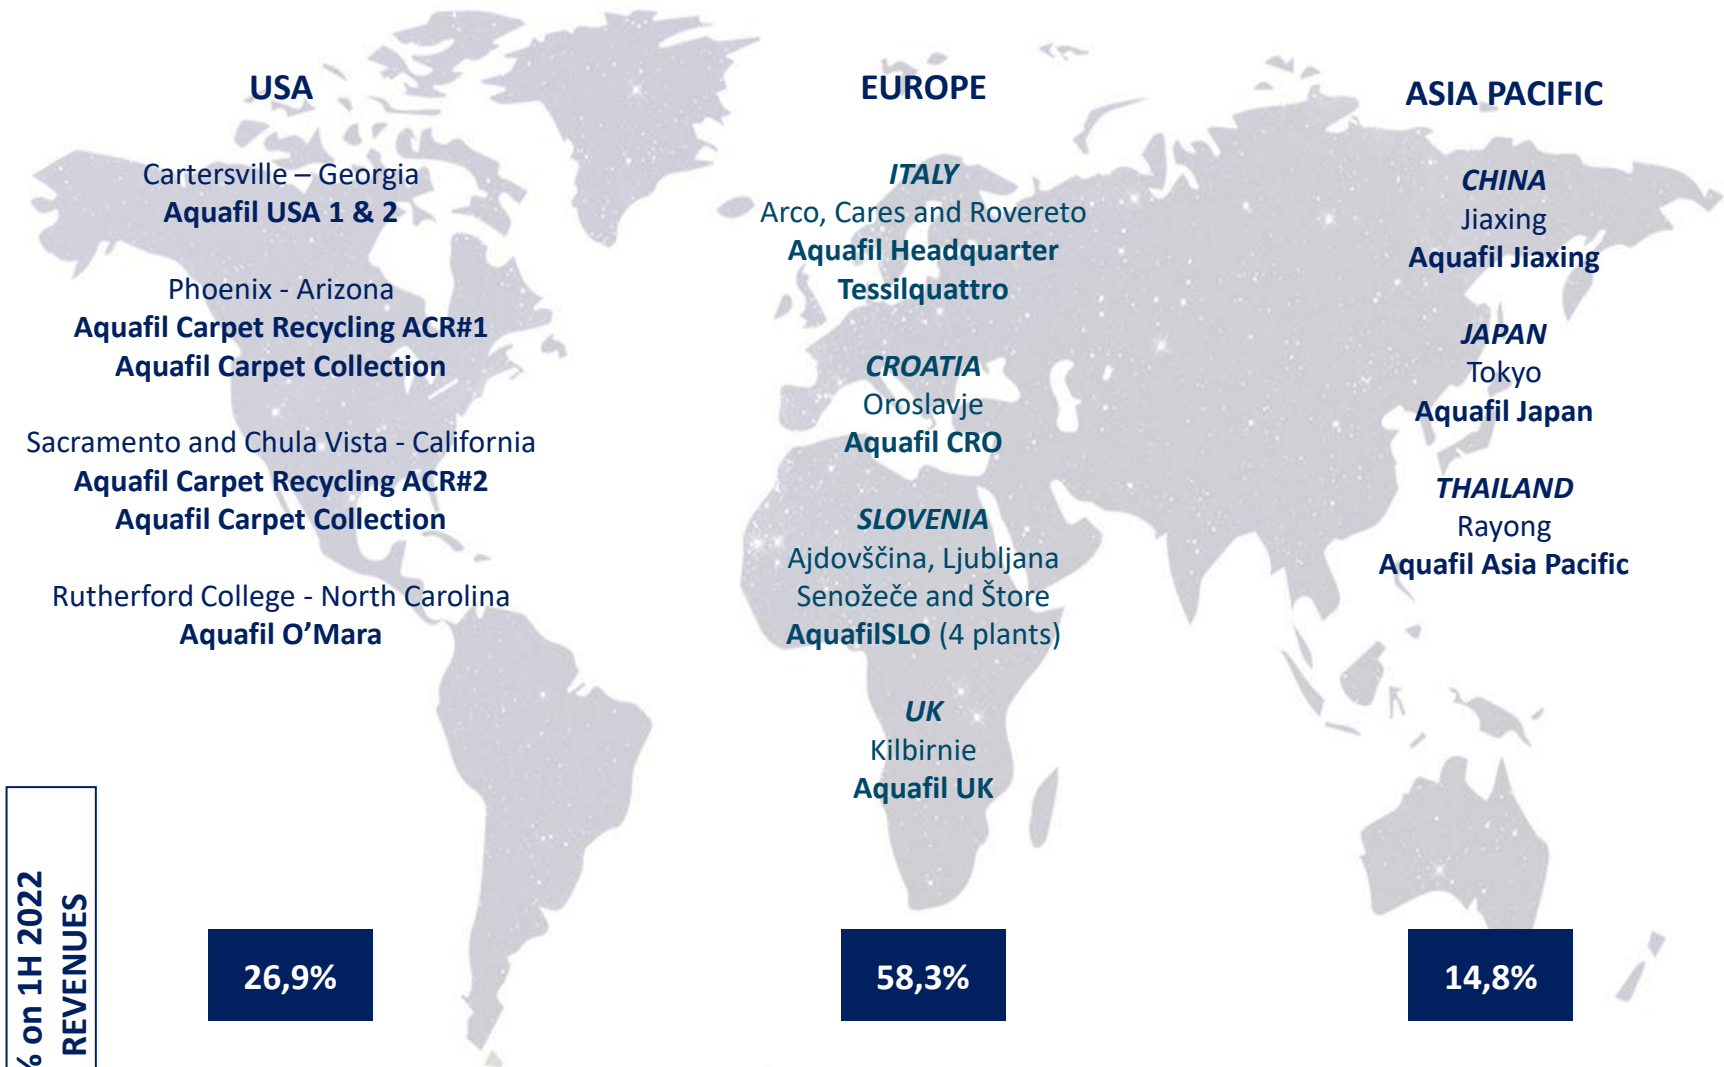 USA
Cartersville – Georgia
Aquafil USA 1 & 2
Phoenix - Arizona
Aquafil Carpet Recycling ACR#1
Aquafil Carpet Collection
Sacramento and Chula Vista - California
Aquafil Carpet Recycling ACR#2
Aquafil Carpet Collection
Rutherford College - North Carolina
Aquafil O’Mara
EUROPE
ITALY
Arco, Cares and Rovereto
Aquafil Headquarter
Tessilquattro
CROATIA
Oroslavje
Aquafil CRO
SLOVENIA
Ajdovščina, Ljubljana
Senožeče and Štore
AquafilSLO (4 plants)
UK
Kilbirnie
Aquafil UK
ASIA PACIFIC
CHINA
Jiaxing
Aquafil Jiaxing
JAPAN
Tokyo
Aquafil Japan
THAILAND
Rayong
Aquafil Asia Pacific
% on 1H 2022
REVENUES
26,9%
58,3%
14,8%